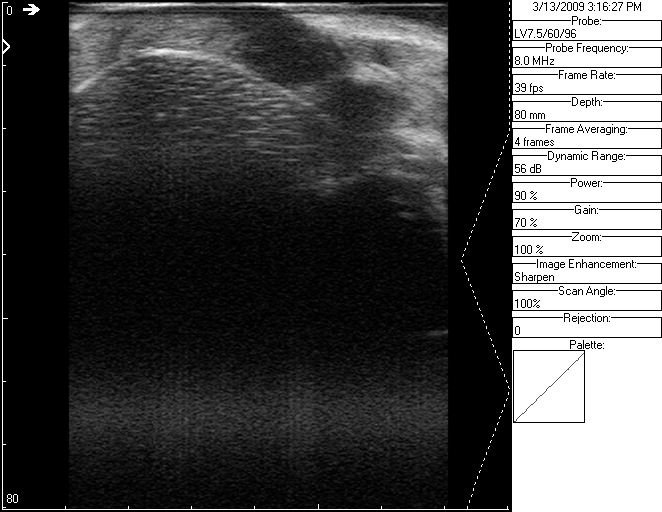 0
80
3/13/2009 3:16:27 PM
Probe:
LV7.5/60/96
Probe Frequency:
8.0 MHz
Frame Rate:
39 fps
Depth:
80 mm
Frame Averaging:
4 frames
Dynamic Range:
56 dB
Power:
90 %
Gain:
70 %
Zoom:
100 %
Image Enhancement:
Sharpen
Scan Angle:
100%
Rejection:
0
Palette: